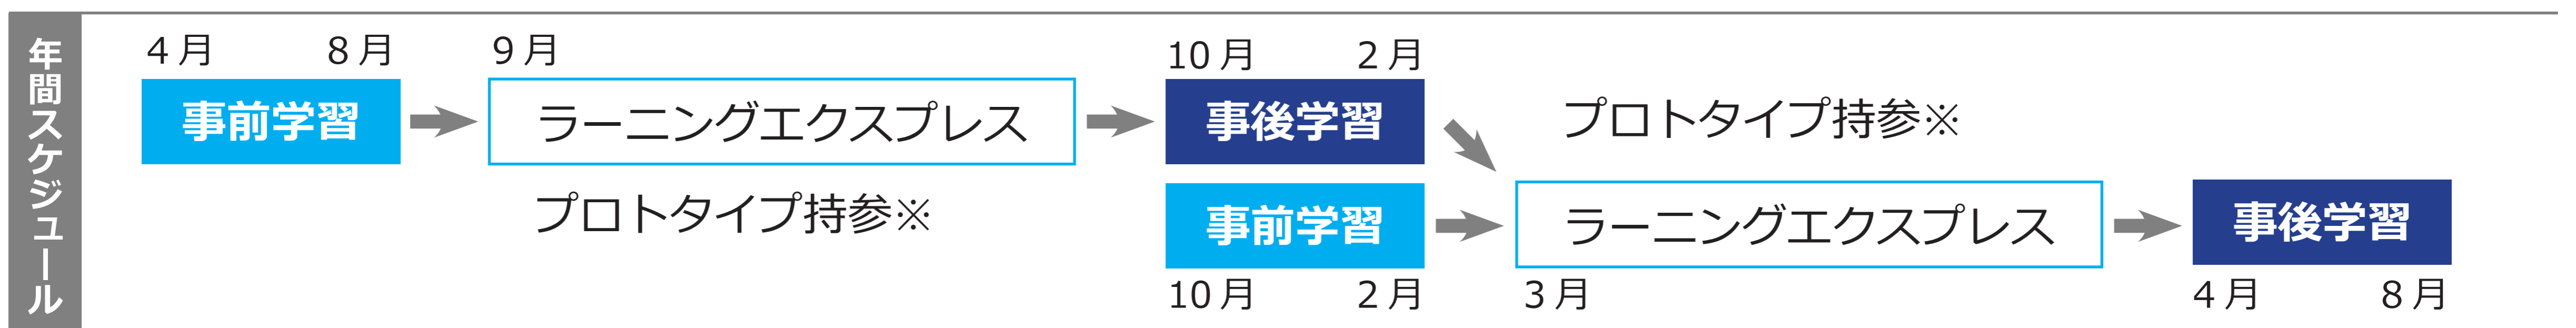 年間スケジュール
4月 8月 9月 10月 2月
事前学習 ラーニングエクスプレス 事後学習 プロトタイプ持参※
プロトタイプ持参※ 事前学習 ラーニングエクスプレス 事後学習
10月 2月 3月 4月 8月